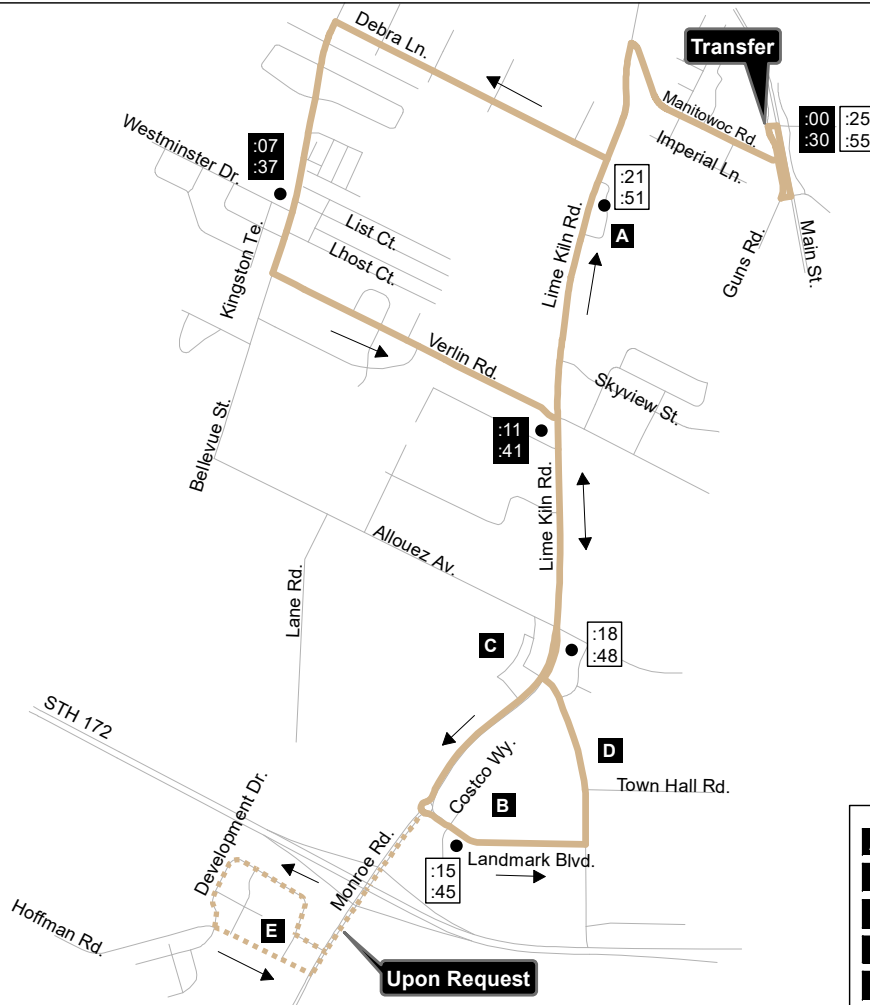 Debra Ln.
Transfer
Manitowoc Rd.
:00
:30
:25
:55
Imperial Ln.
Westminster Dr.
:07
:37
:21
:51
A
List Ct.
Lhost Ct.
Kingston Te.
Lime Kiln Rd.
Guns Rd.
Main St.
Verlin Rd.
Skyview St.
Bellevue St.
:11
:41
Lime Kiln Rd.
Allouez Av.
Lane Rd.
C
:18
:48
STH 172
D
Costco Wy.
Town Hall Rd.
B
Development Dr.
Monroe Rd.
Landmark Blvd.
:15
:45
Hoffman Rd.
E
Upon Request